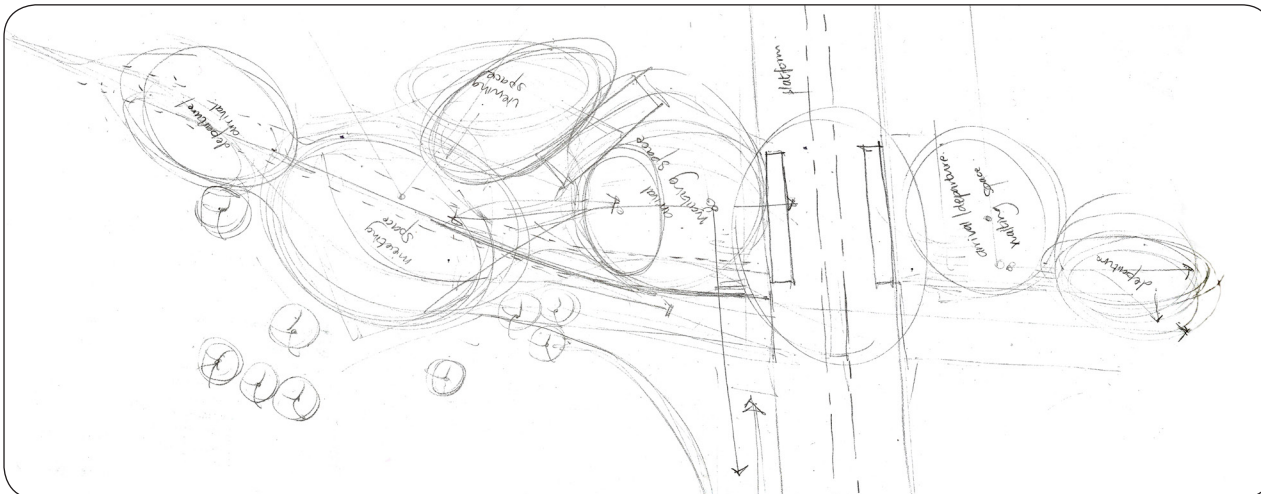 departure/
arrival
viewing
space
meeting
space
arrival
waiting space
platform
arrival/departure
waiting space
departure